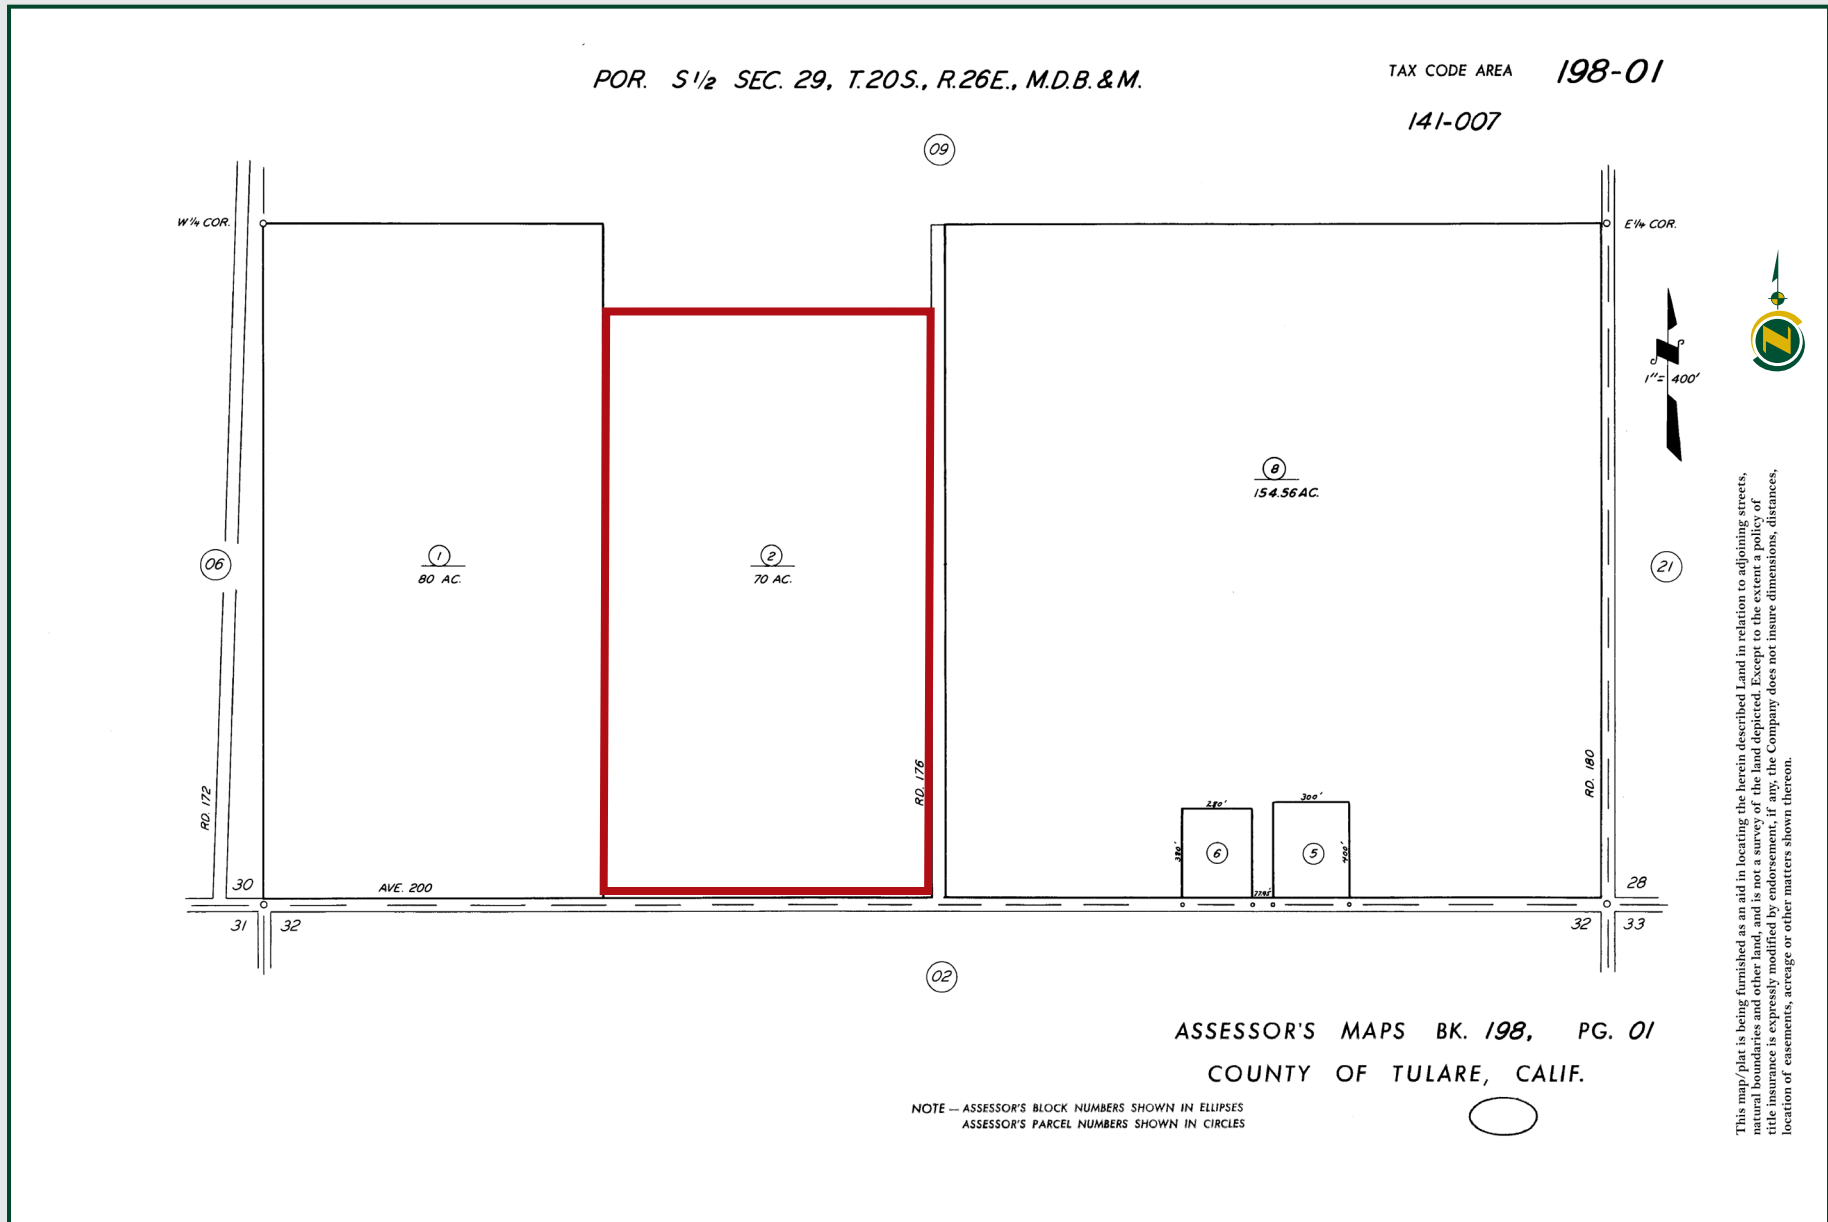 POR. S 1/2 SEC. 29, T.20S., R.26E., M.D.B.&M.
TAX CODE AREA 198-01
141-007
09
W 1/4 COR.
E 1/4 COR.
N
1"= 400'
8
154.56 AC.
1
80 AC.
2
70 AC.
06
21
RD. 172
RD. 176
RD. 180
280'
300'
6
5
400'
30
AVE. 200
28
31
32
32
33
02
ASSESSOR'S MAPS BK. 198, PG. 01
COUNTY OF TULARE, CALIF.
NOTE — ASSESSOR'S BLOCK NUMBERS SHOWN IN ELLIPSES
ASSESSOR'S PARCEL NUMBERS SHOWN IN CIRCLES
This map/plat is being furnished as an aid in locating the herein described Land in relation to adjoining streets,
natural boundaries and other land, and is not a survey of the land depicted. Except to the extent a policy of
title insurance is expressly modified by endorsement, if any, the Company does not insure dimensions, distances,
location of easements, acreage or other matters shown thereon.